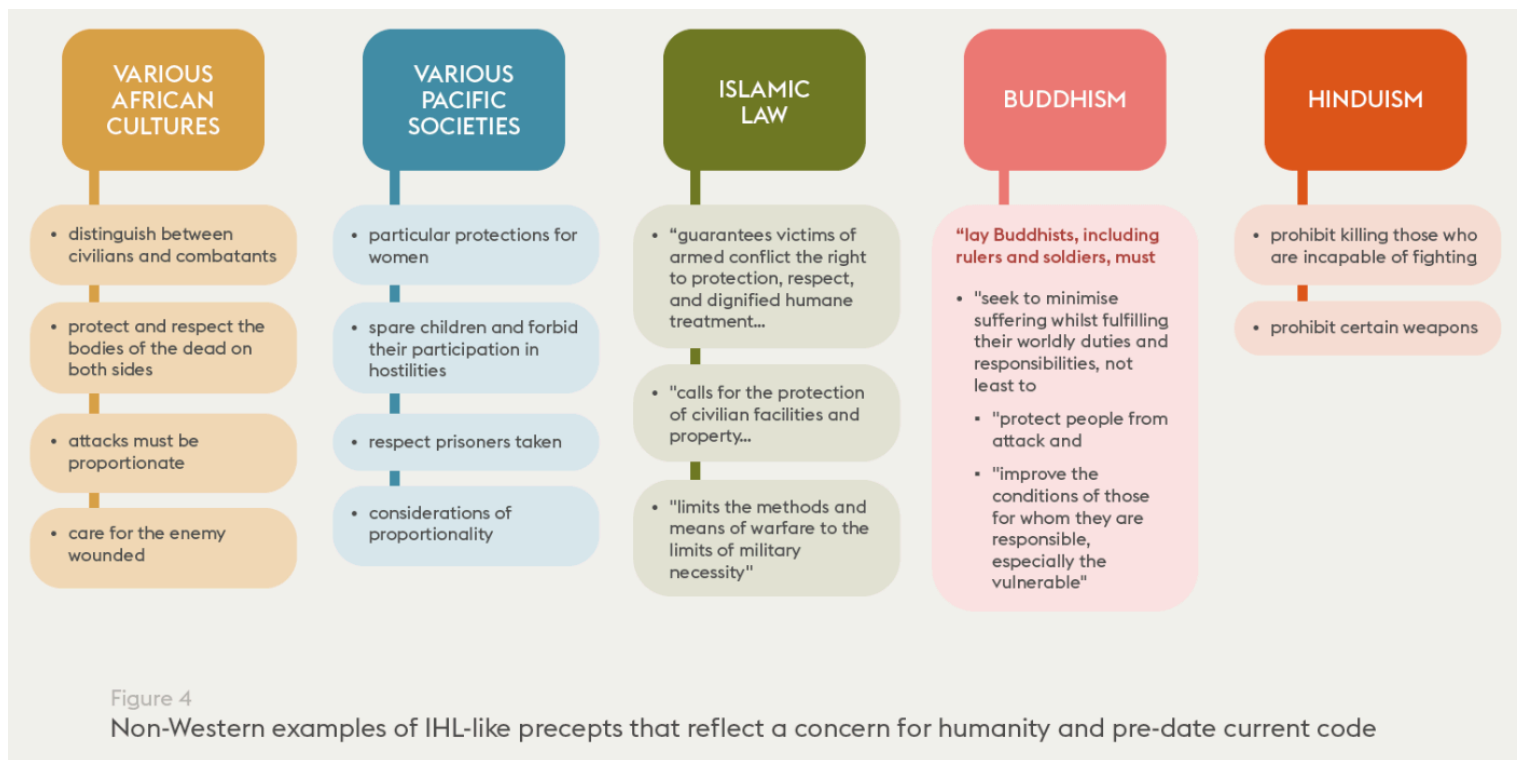 VARIOUS
AFRICAN
CULTURES
• distinguish between
civilians and combatants
• protect and respect the
bodies of the dead on
both sides
• attacks must be
proportionate
• care for the enemy
wounded
VARIOUS
PACIFIC
SOCIETIES
• particular protections for
women
• spare children and forbid
their participation in
hostilities
• respect prisoners taken
• considerations of
proportionality
ISLAMIC
LAW
• “guarantees victims of
armed conflict the right
to protection, respect,
and dignified humane
treatment...
• "calls for the protection
of civilian facilities and
property...
• "limits the methods and
means of warfare to the
limits of military
necessity"
BUDDHISM
“lay Buddhists, including
rulers and soldiers, must
• "seek to minimise
suffering whilst fulfilling
their worldly duties and
responsibilities, not
least to
▪ "protect people from
attack and
▪ "improve the
conditions of those
for whom they are
responsible,
especially the
vulnerable"
HINDUISM
• prohibit killing those who
are incapable of fighting
• prohibit certain weapons
Figure 4
Non-Western examples of IHL-like precepts that reflect a concern for humanity and pre-date current code